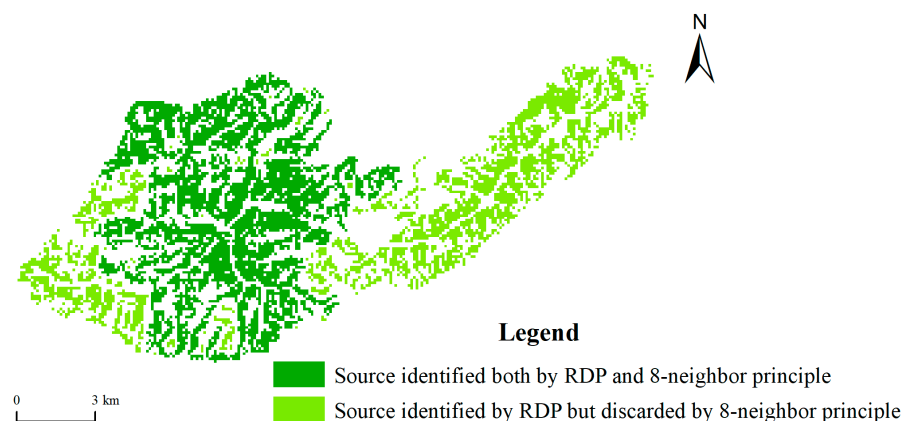 N
Legend
Source identified both by RDP and 8-neighbor principle
Source identified by RDP but discarded by 8-neighbor principle
0 3 km